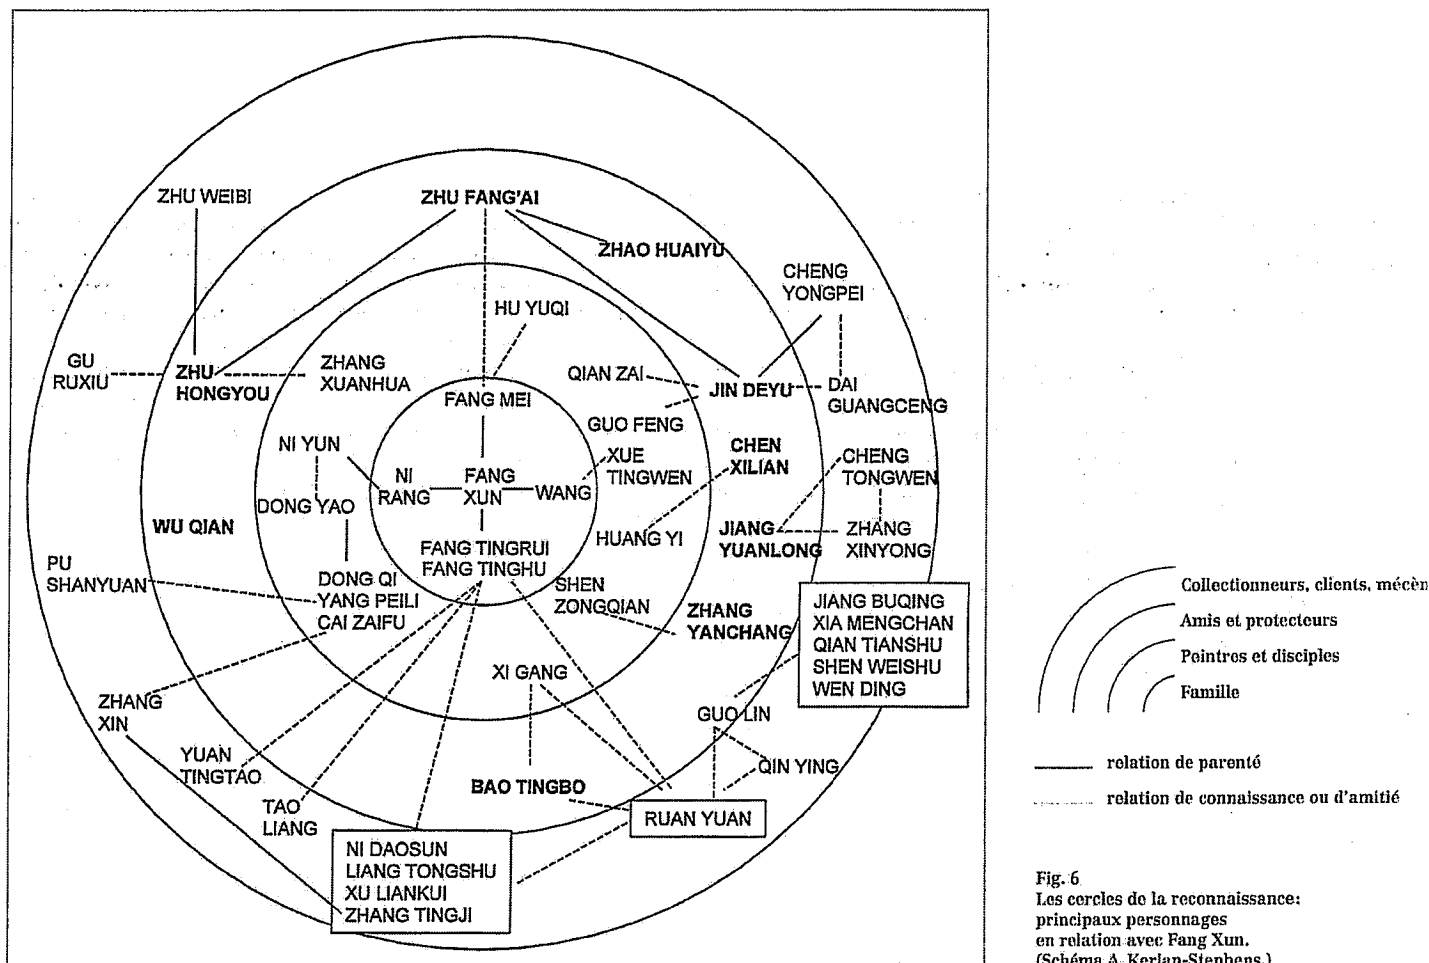 ZHU WEIBI
ZHU FANG'AI
ZHAO HUAIYU
CHENG
YONGPEI
HU YUQI
GU
RUXIU
ZHU
HONGYOU
ZHANG
XUANHUA
QIAN ZAI
JIN DEYU
DAI
GUANGCENG
FANG MEI
GUO FENG
NI YUN
XUE
TINGWEN
CHEN
XILIAN
CHENG
TONGWEN
NI
RANG
FANG
XUN
WANG
DONG YAO
WU QIAN
HUANG YI
JIANG
YUANLONG
ZHANG
XINYONG
FANG TINGRUI
FANG TINGHU
PU
SHANYUAN
DONG QI
YANG PEILI
CAI ZAIFU
SHEN
ZONGQIAN
ZHANG
YANCHANG
JIANG BUQING
XIA MENGCHAN
QIAN TIANSHU
SHEN WEISHU
WEN DING
XI GANG
ZHANG
XIN
GUO LIN
YUAN
TINGTAO
QIN YING
BAO TINGBO
TAO
LIANG
RUAN YUAN
NI DAOSUN
LIANG TONGSHU
XU LIANKUI
ZHANG TINGJI
Collectionneurs, clients, mécèn
Amis et protecteurs
Peintres et disciples
Famille
relation de parenté
relation de connaissance ou d'amitié
Fig. 6
Les cercles de la reconnaissance:
principaux personnages
en relation avec Fang Xun.
(Schéma A. Kerlan-Stephens.)